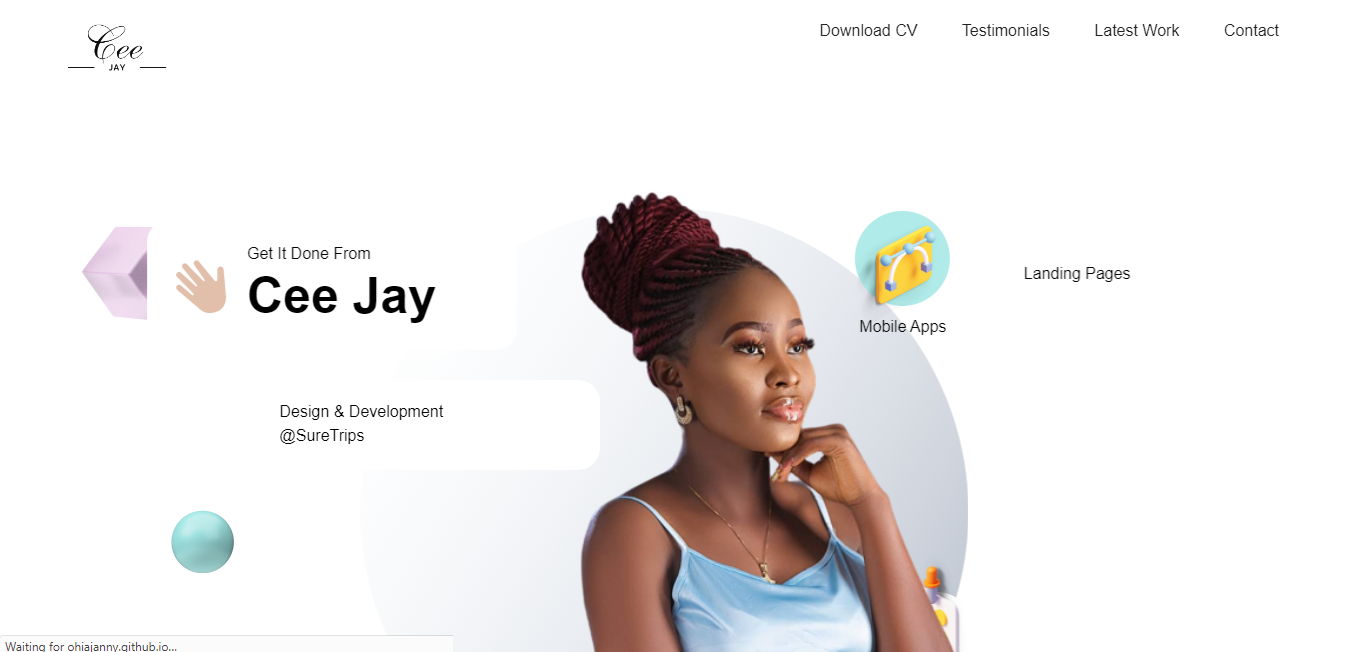 Cee
JAY
Download CV
Testimonials
Latest Work
Contact
Get It Done From
Cee Jay
Landing Pages
Mobile Apps
Design & Development
@SureTrips
Waiting for ohiajanny.github.io...